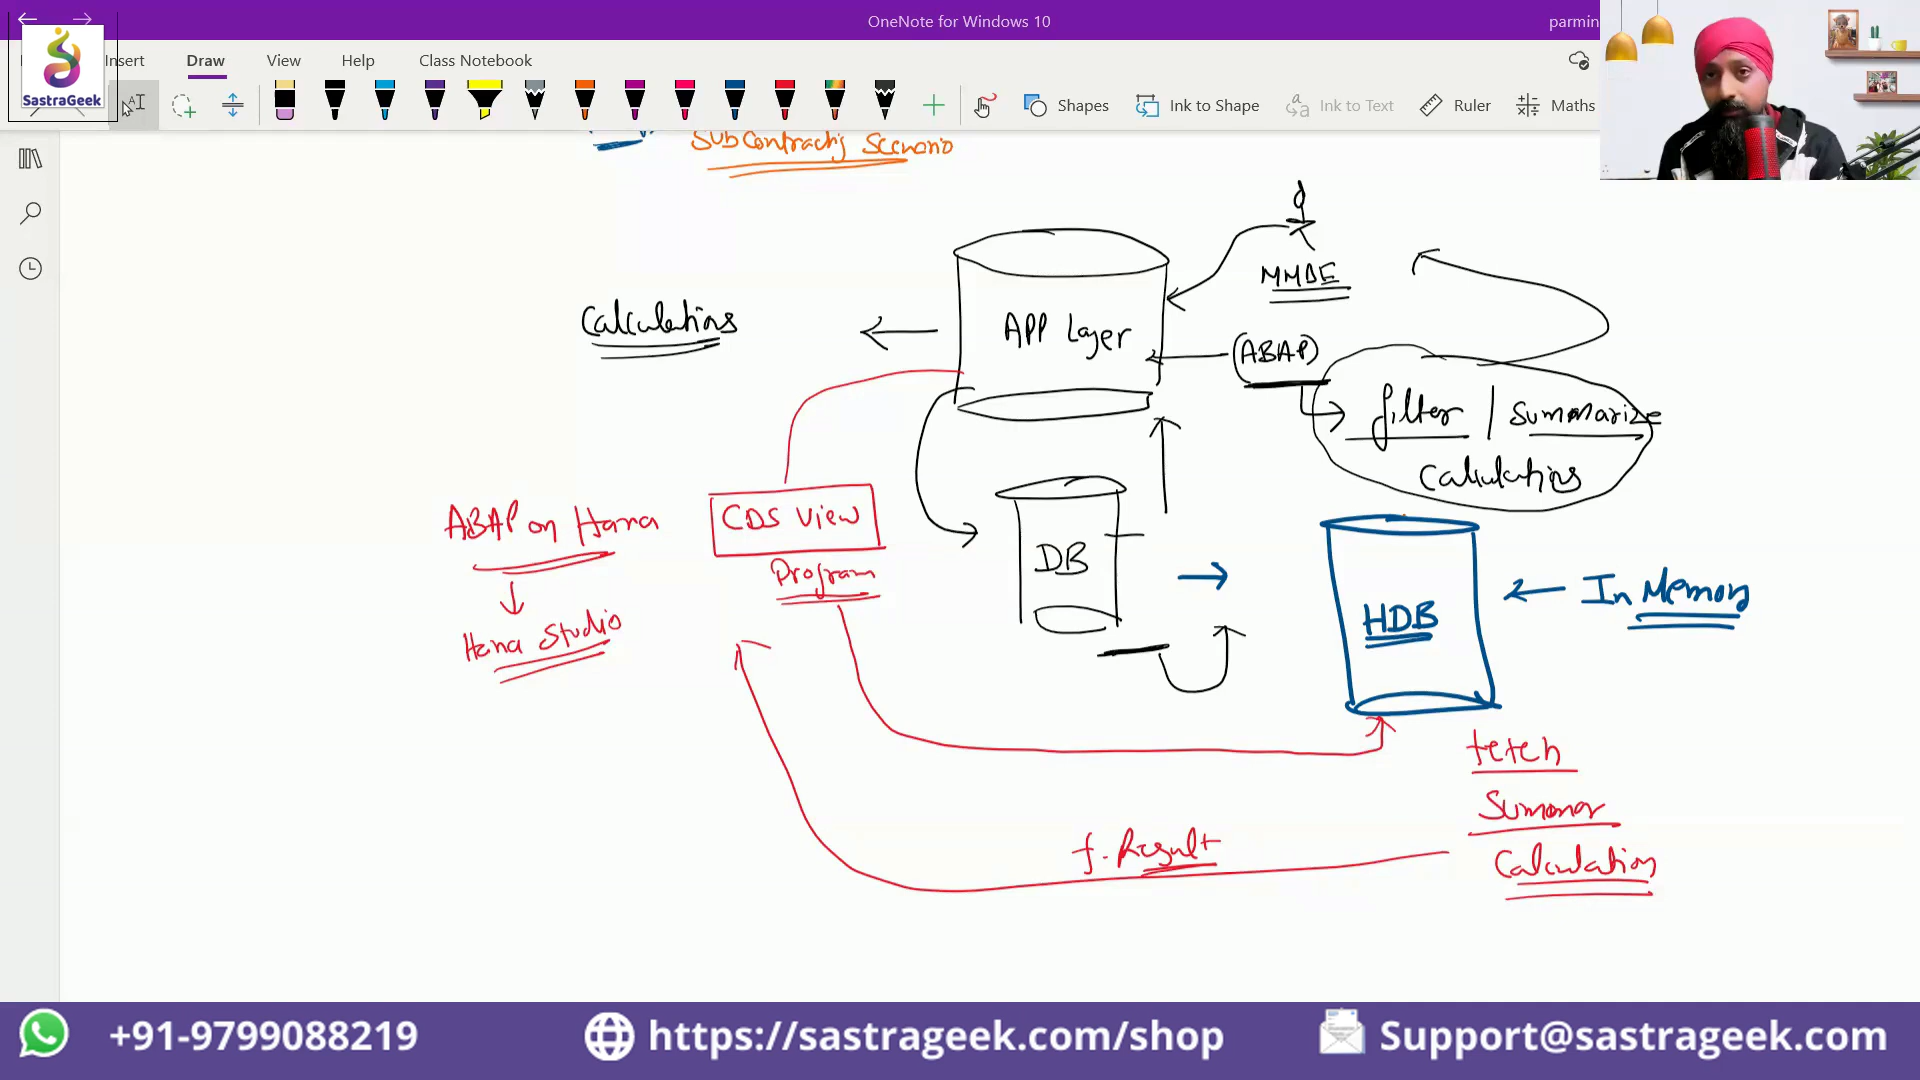 OneNote for Windows 10
parmin
Insert
Draw
View
Help
Class Notebook
SastraGeek
Shapes
Ink to Shape
Ink to Text
Ruler
Maths
Subcontractig Scenario
MMBE
Calculations
APP Layer
(ABAP)
filter | Summarize
Calculations
ABAP on Hana
CDS View
Program
DB
Hana Studio
HDB
In Memory
fetch
Summar
f. Result
Calculation
+91-9799088219
https://sastrageek.com/shop
Support@sastrageek.com